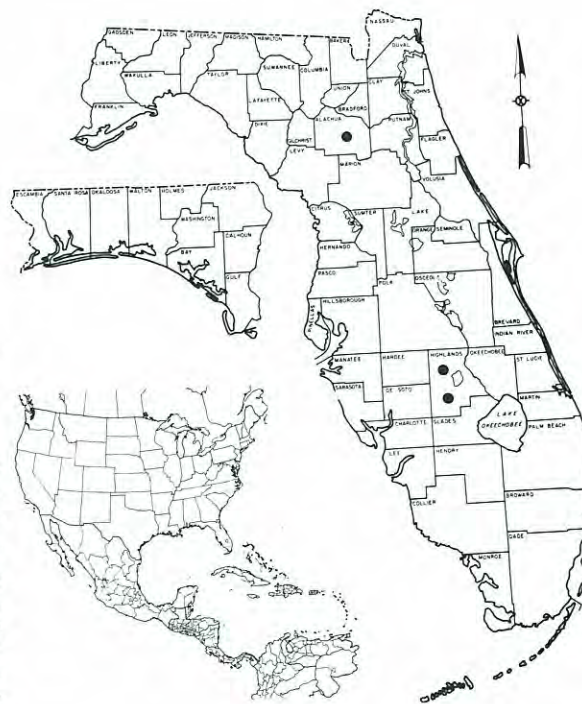 NASSAU
GADSDEN
LEON
JEFFERSON
MADISON
HAMILTON
BAKER
DUVAL
LIBERTY
WAKULLA
TAYLOR
SUWANNEE
COLUMBIA
UNION
CLAY
ST JOHNS
FRANKLIN
LAFAYETTE
BRADFORD
DIXIE
GILCHRIST
ALACHUA
PUTNAM
FLAGLER
LEVY
MARION
VOLUSIA
ESCAMBIA
SANTA ROSA
OKALOOSA
WALTON
HOLMES
JACKSON
WASHINGTON
CALHOUN
BAY
GULF
CITRUS
SUMTER
LAKE
HERNANDO
ORANGE
SEMINOLE
PASCO
POLK
OSCEOLA
HILLSBOROUGH
PINELLAS
BREVARD
INDIAN RIVER
MANATEE
HARDEE
HIGHLANDS
OKEECHOBEE
ST LUCIE
SARASOTA
DE SOTO
MARTIN
CHARLOTTE
GLADES
LAKE
OKEECHOBEE
PALM BEACH
LEE
HENDRY
COLLIER
BROWARD
DADE
MONROE